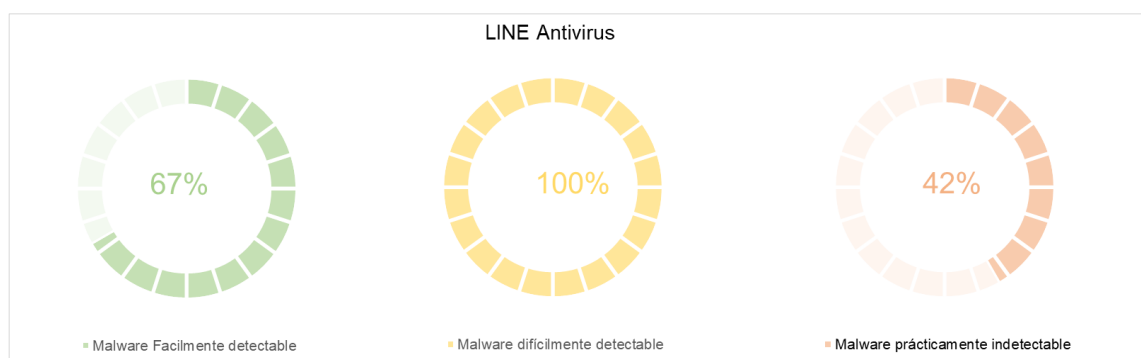 LINE Antivirus
67%
100%
42%
Malware Facilmente detectable
Malware difícilmente detectable
Malware prácticamente indetectable